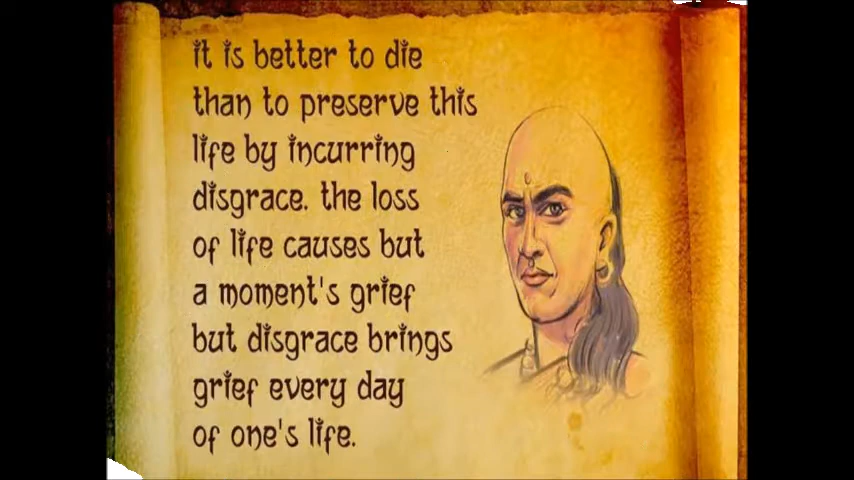 it is better to die
than to preserve this
life by incurring
disgrace. the loss
of life causes but
a moment's grief
but disgrace brings
grief every day
of one's life.